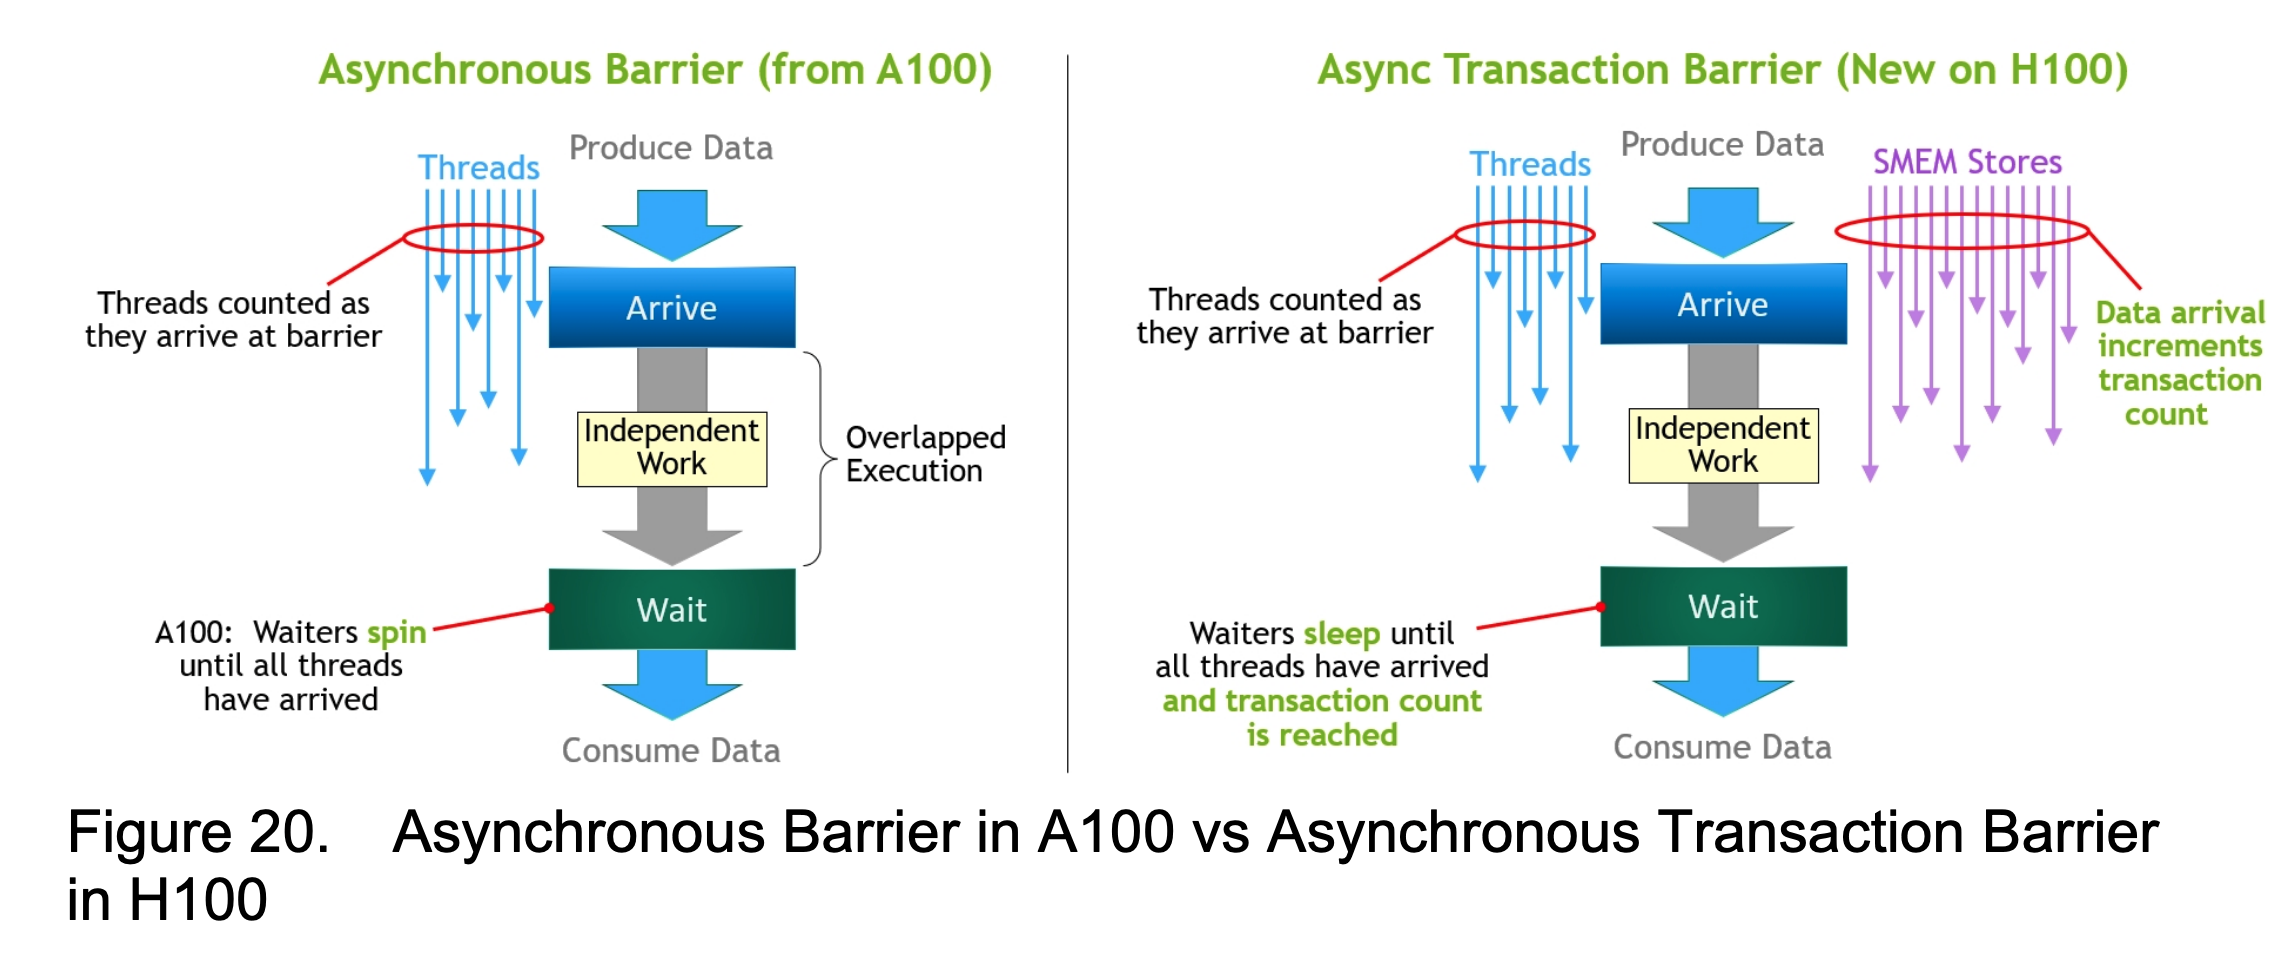 Asynchronous Barrier (from A100)
Produce Data
Threads
Threads counted as
they arrive at barrier
Arrive
Independent
Work
Overlapped
Execution
Wait
A100: Waiters spin
until all threads
have arrived
Consume Data
Async Transaction Barrier (New on H100)
Produce Data
Threads
SMEM Stores
Threads counted as
they arrive at barrier
Arrive
Data arrival
increments
transaction
count
Independent
Work
Wait
Waiters sleep until
all threads have arrived
and transaction count
is reached
Consume Data
Figure 20. Asynchronous Barrier in A100 vs Asynchronous Transaction Barrier
in H100